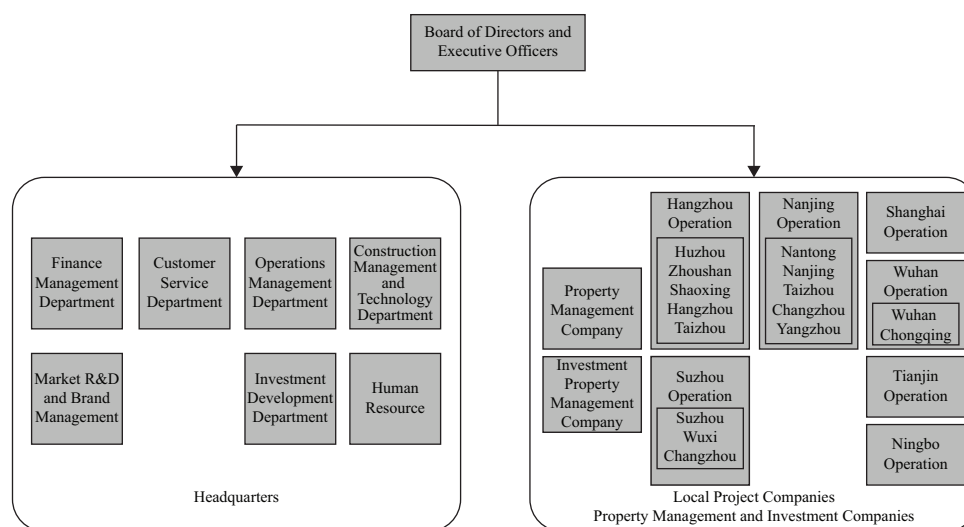 Board of Directors and
Executive Officers
Finance
Management
Department
Customer
Service
Department
Operations
Management
Department
Construction
Management
and
Technology
Department
Market R&D
and Brand
Management
Investment
Development
Department
Human
Resource
Headquarters
Property
Management
Company
Investment
Property
Management
Company
Hangzhou
Operation
Huzhou
Zhoushan
Shaoxing
Hangzhou
Taizhou
Suzhou
Operation
Suzhou
Wuxi
Changzhou
Nanjing
Operation
Nantong
Nanjing
Taizhou
Changzhou
Yangzhou
Shanghai
Operation
Wuhan
Operation
Wuhan
Chongqing
Tianjin
Operation
Ningbo
Operation
Local Project Companies
Property Management and Investment Companies